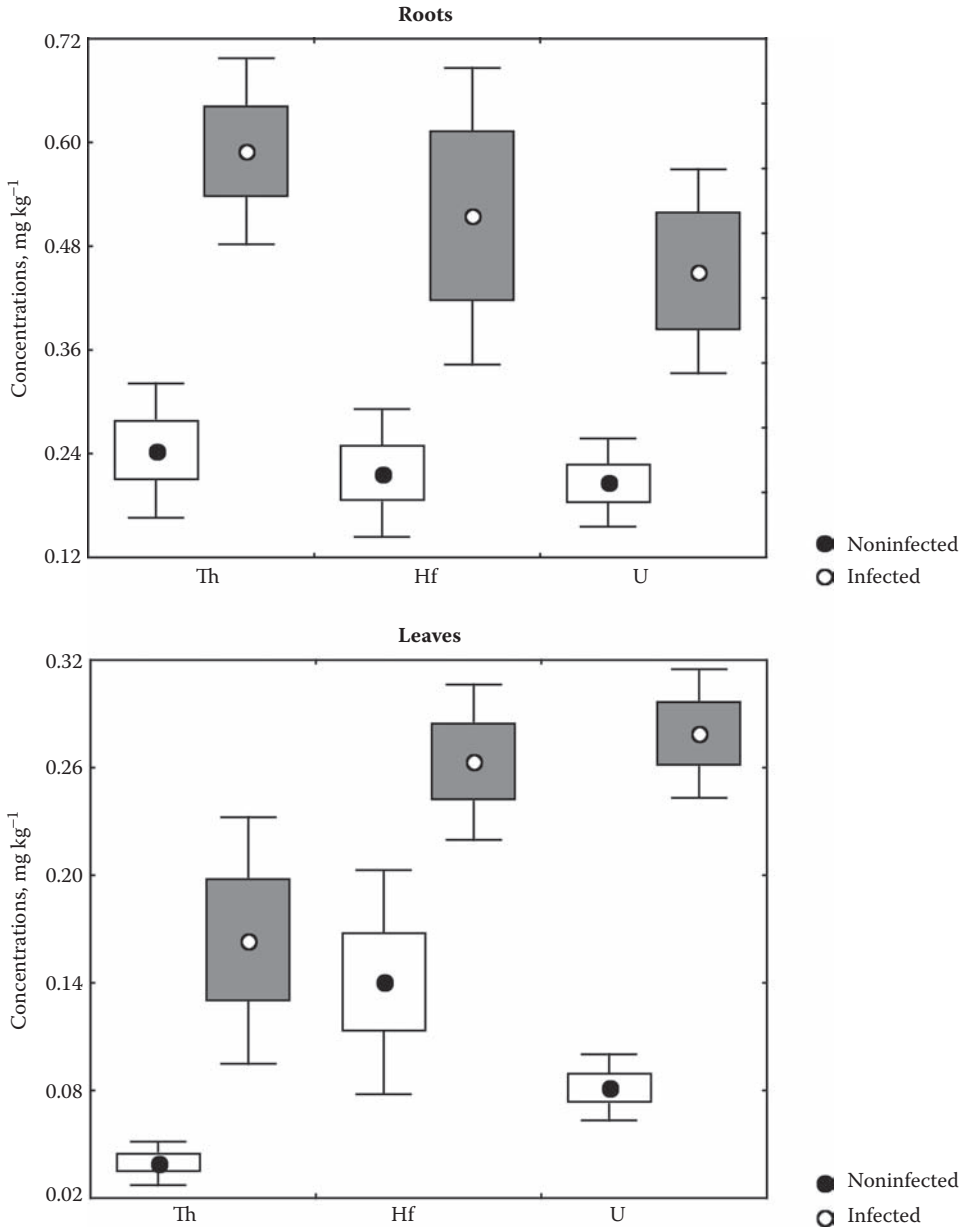 Roots
Concentrations, mg kg⁻¹
0.72
0.60
0.48
0.36
0.24
0.12
Th Hf U
Noninfected
Infected
Leaves
Concentrations, mg kg⁻¹
0.32
0.26
0.20
0.14
0.08
0.02
Th Hf U
Noninfected
Infected